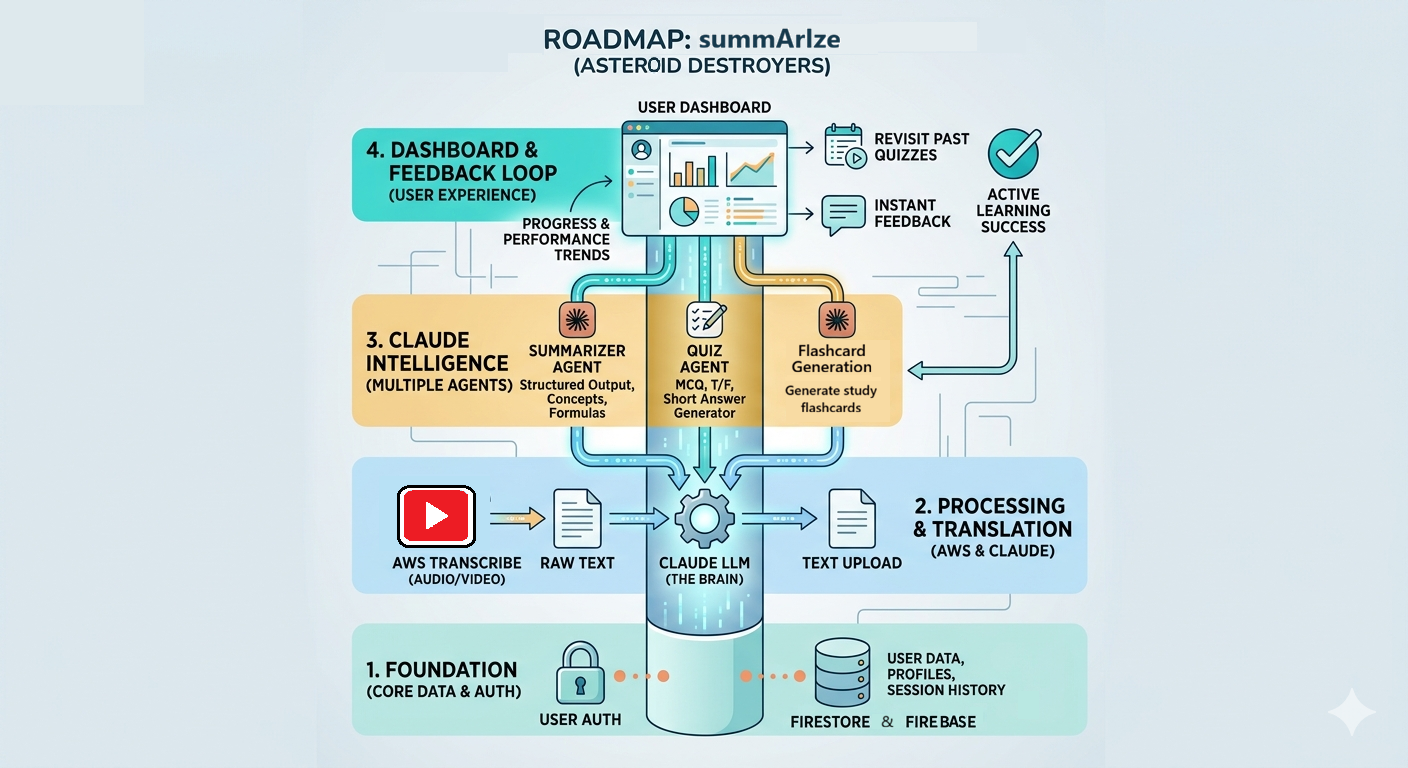 ROADMAP: summArIze
(ASTEROID DESTROYERS)
USER DASHBOARD
4. DASHBOARD &
FEEDBACK LOOP
(USER EXPERIENCE)
PROGRESS &
PERFORMANCE
TRENDS
REVISIT PAST
QUIZZES
INSTANT
FEEDBACK
ACTIVE
LEARNING
SUCCESS
3. CLAUDE
INTELLIGENCE
(MULTIPLE AGENTS)
SUMMARIZER
AGENT
Structured Output,
Concepts,
Formulas
QUIZ
AGENT
MCQ, T/F,
Short Answer
Generator
Flashcard
Generation
Generate study
flashcards
AWS TRANSCRIBE
(AUDIO/VIDEO)
RAW TEXT
CLAUDE LLM
(THE BRAIN)
TEXT UPLOAD
2. PROCESSING
& TRANSLATION
(AWS & CLAUDE)
1. FOUNDATION
(CORE DATA & AUTH)
USER AUTH
USER DATA,
PROFILES,
SESSION HISTORY
FIRESTORE & FIREBASE